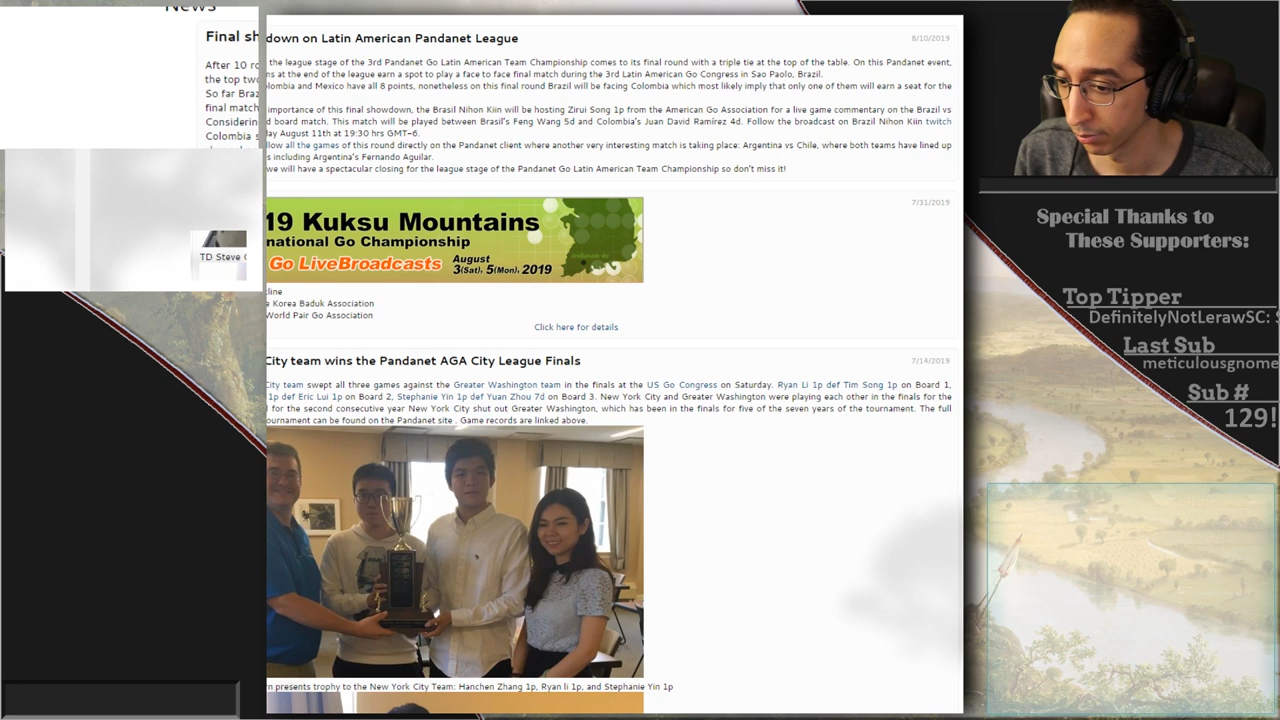 News
Final sh
down on Latin American Pandanet League
8/10/2019
After 10 ro
the top two
So far Braz
final match
Considering
Colombia s
the league stage of the 3rd Pandanet Go Latin American Team Championship comes to its final round with a triple tie at the top of the table. On this Pandanet event,
ns at the end of the league earn a spot to play a face to face final match during the 3rd Latin American Go Congress in Sao Paolo, Brazil.
lombia and Mexico have all 8 points, nonetheless on this final round Brazil will be facing Colombia which most likely imply that only one of them will earn a seat for the
importance of this final showdown, the Brasil Nihon Kiin will be hosting Zirui Song 1p from the American Go Association for a live game commentary on the Brazil vs
d board match. This match will be played between Brasil's Feng Wang 5d and Colombia's Juan David Ramírez 4d. Follow the broadcast on Brazil Nihon Kiin twitch
lay August 11th at 19:30 hrs GMT-6.
llow all the games of this round directly on the Pandanet client where another very interesting match is taking place: Argentina vs Chile, where both teams have lined up
s including Argentina's Fernando Aguilar.
we will have a spectacular closing for the league stage of the Pandanet Go Latin American Team Championship so don't miss it!
TD Steve C
7/31/2019
19 Kuksu Mountains
national Go Championship
Go LiveBroadcasts
August
3(Sat), 5(Mon), 2019
line
e Korea Baduk Association
World Pair Go Association
Click here for details
City team wins the Pandanet AGA City League Finals
7/14/2019
City team swept all three games against the Greater Washington team in the finals at the US Go Congress on Saturday. Ryan Li 1p def Tim Song 1p on Board 1,
1p def Eric Lui 1p on Board 2, Stephanie Yin 1p def Yuan Zhou 7d on Board 3. New York City and Greater Washington were playing each other in the finals for the
l for the second consecutive year New York City shut out Greater Washington, which has been in the finals for five of the seven years of the tournament. The full
ournament can be found on the Pandanet site . Game records are linked above.
rn presents trophy to the New York City Team: Hanchen Zhang 1p, Ryan li 1p, and Stephanie Yin 1p
Special Thanks to
These Supporters:
Top Tipper
DefinitelyNotLerawSC: S
Last Sub
meticulousgnome
Sub #
129!